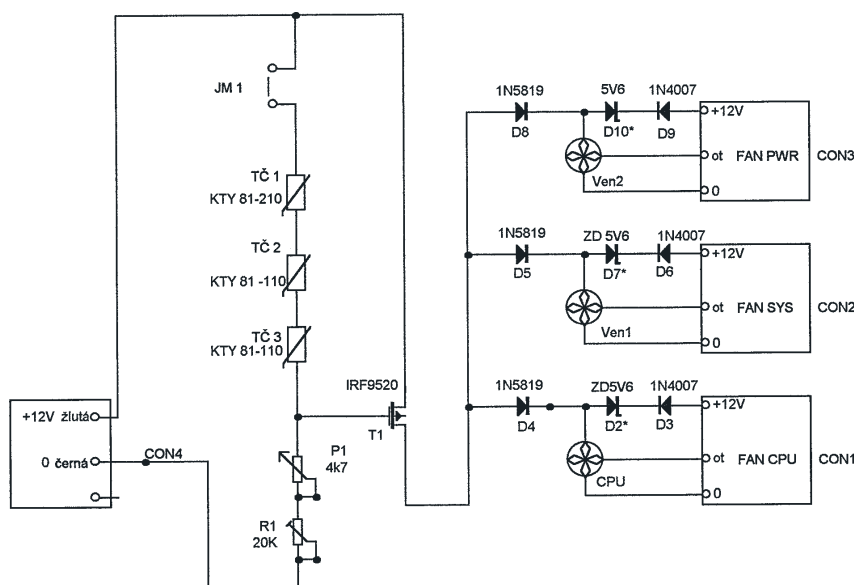 JM 1
TČ 1
KTY 81-210
TČ 2
KTY 81 -110
TČ 3
KTY 81-110
IRF9520
T1
P1
4k7
R1
20K
+12V žlutá
0 černá
CON4
1N5819
5V6
1N4007
D8
D10*
D9
Ven2
+12V
ot
FAN PWR
0
CON3
1N5819
ZD 5V6
1N4007
D5
D7*
D6
Ven1
+12V
ot
FAN SYS
0
CON2
1N5819
ZD5V6
1N4007
D4
D2*
D3
CPU
+12V
ot
FAN CPU
0
CON1